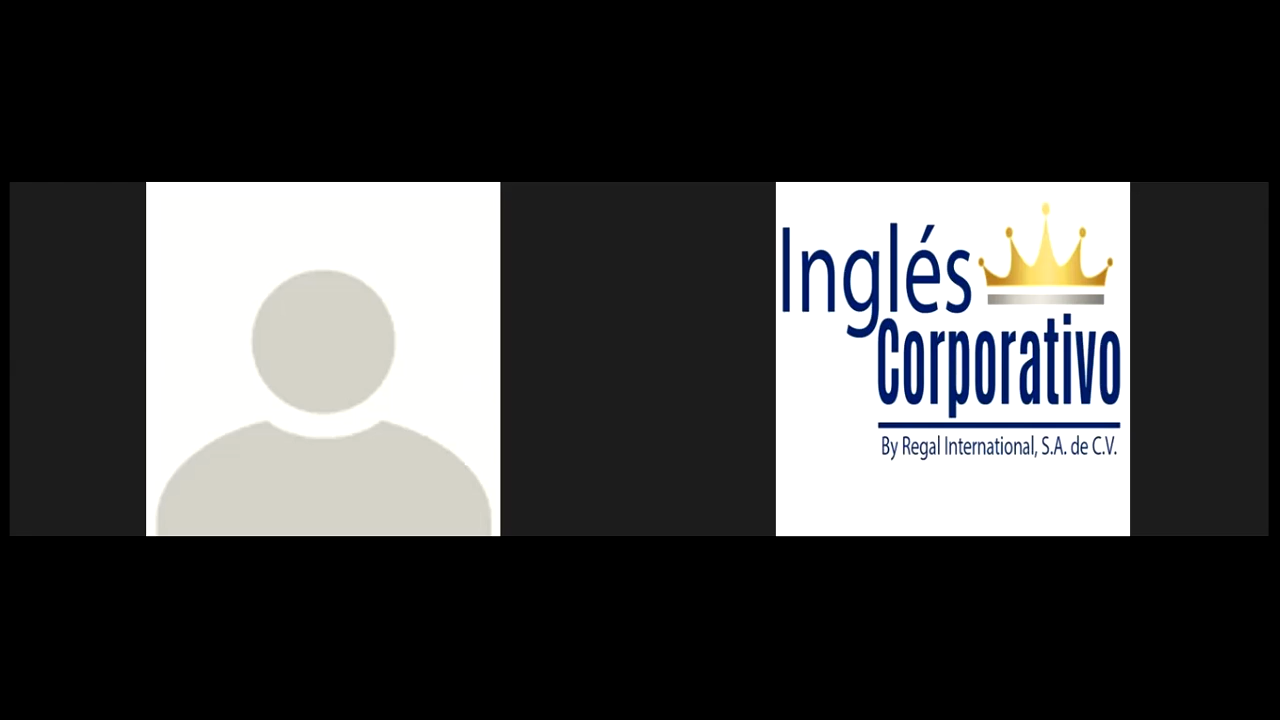 Inglés
Corporativo
By Regal International, S.A. de C.V.